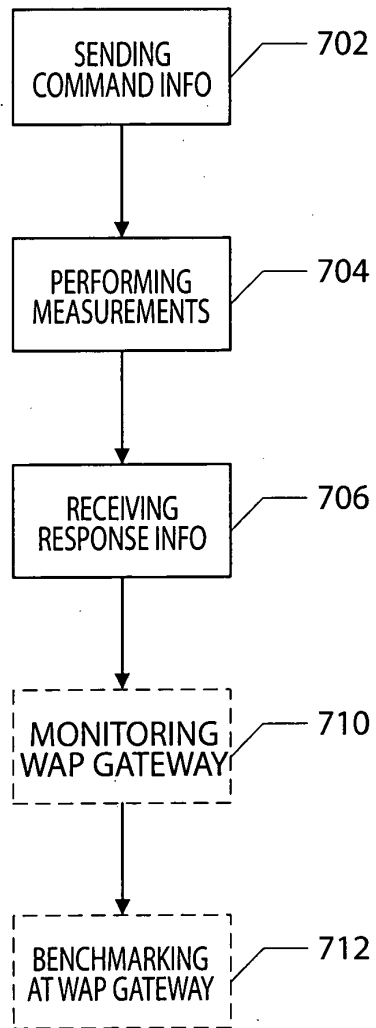 SENDING
COMMAND INFO
702
PERFORMING
MEASUREMENTS
704
RECEIVING
RESPONSE INFO
706
MONITORING
WAP GATEWAY
710
BENCHMARKING
AT WAP GATEWAY
712